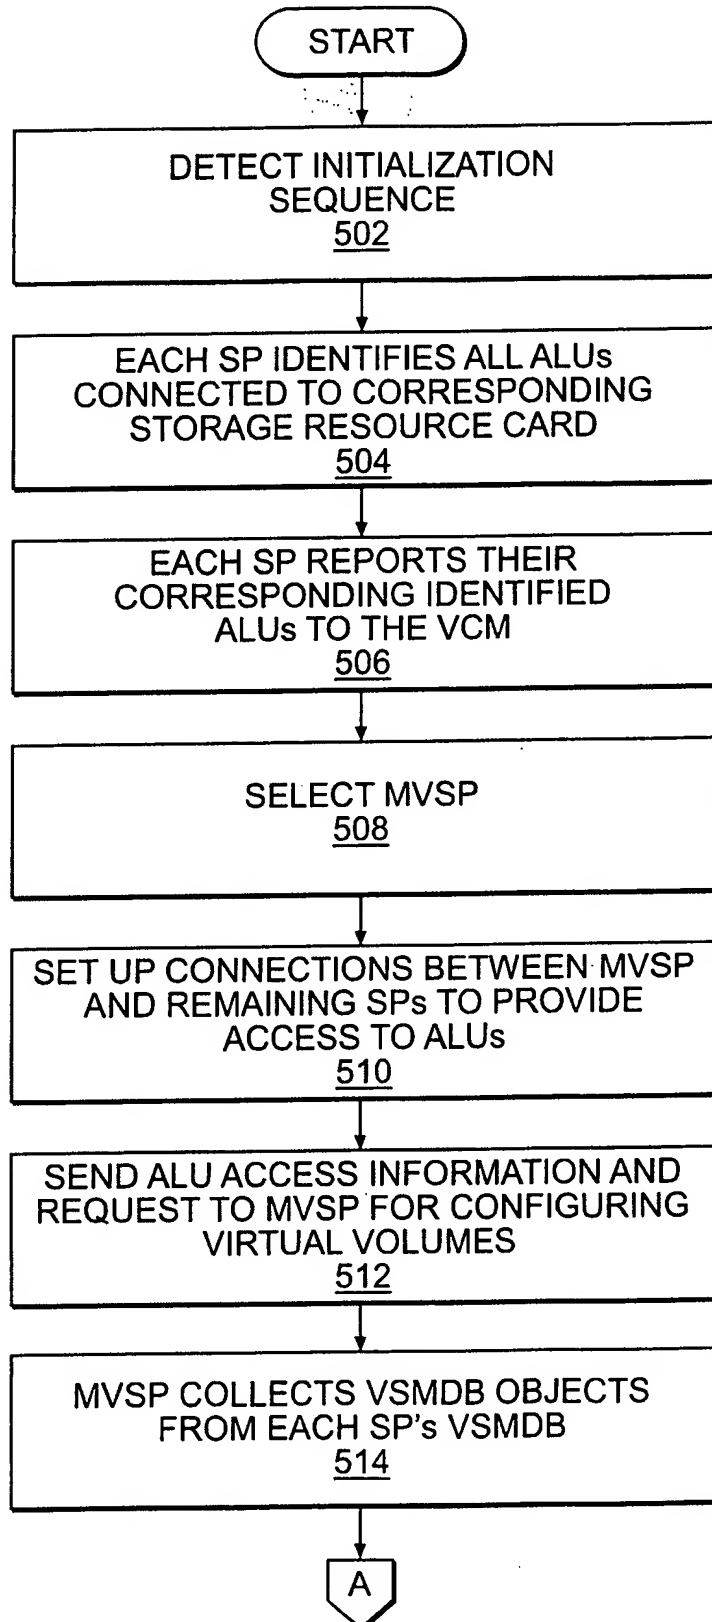 START
DETECT INITIALIZATION
SEQUENCE
502
EACH SP IDENTIFIES ALL ALUs
CONNECTED TO CORRESPONDING
STORAGE RESOURCE CARD
504
EACH SP REPORTS THEIR
CORRESPONDING IDENTIFIED
ALUs TO THE VCM
506
SELECT MVSP
508
SET UP CONNECTIONS BETWEEN MVSP
AND REMAINING SPs TO PROVIDE
ACCESS TO ALUs
510
SEND ALU ACCESS INFORMATION AND
REQUEST TO MVSP FOR CONFIGURING
VIRTUAL VOLUMES
512
MVSP COLLECTS VSMDB OBJECTS
FROM EACH SP's VSMDB
514
A